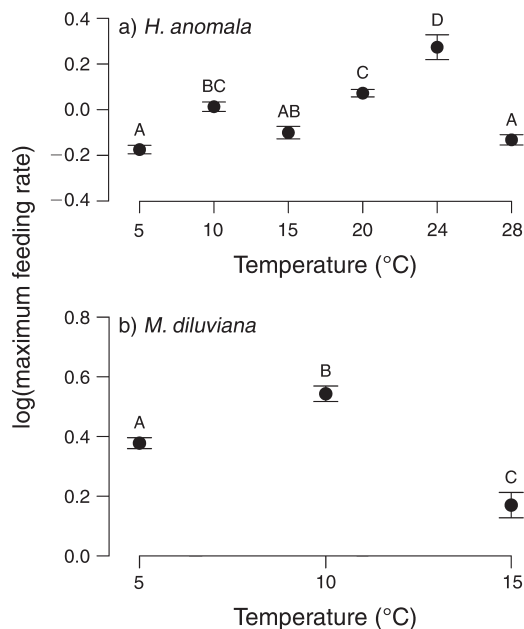 a) H. anomala
0.4
0.2
0.0
−0.2
−0.4
A
BC
AB
C
D
A
5 10 15 20 24 28
Temperature (°C)
log(maximum feeding rate)
b) M. diluviana
0.8
0.6
0.4
0.2
0.0
A
B
C
5 10 15
Temperature (°C)